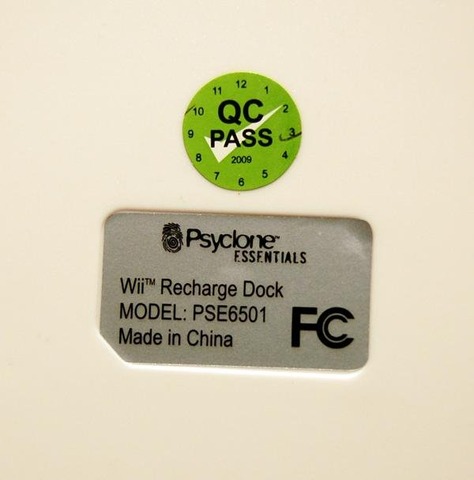 11 12 1
10 QC 2
9 PASS 3
8 2009 4
7 6 5
Psyclone™
ESSENTIALS
Wii™ Recharge Dock
MODEL: PSE6501
Made in China
FC